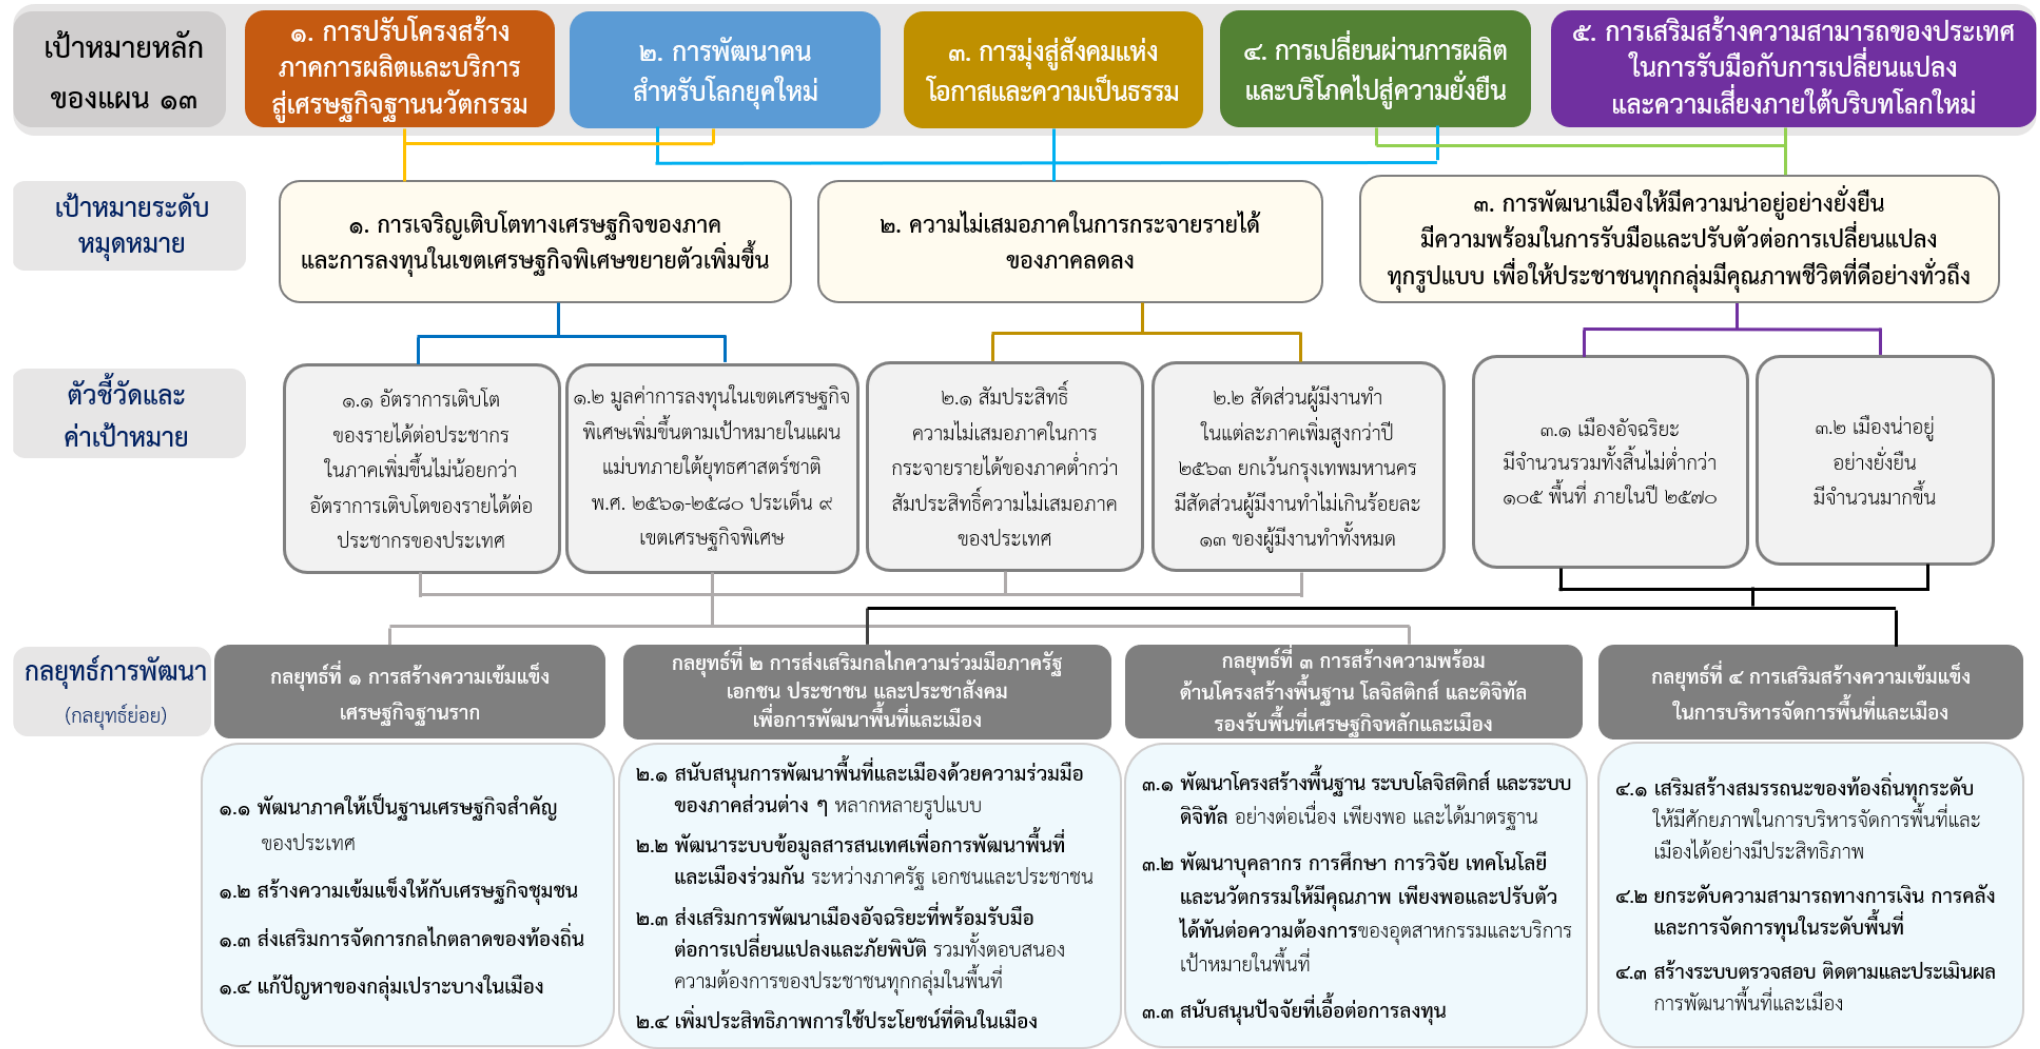 เป้าหมายหลัก
ของแผน ๑๓
๑. การปรับโครงสร้าง
ภาคการผลิตและบริการ
สู่เศรษฐกิจฐานนวัตกรรม
๒. การพัฒนาคน
สำหรับโลกยุคใหม่
๓. การมุ่งสู่สังคมแห่ง
โอกาสและความเป็นธรรม
๔. การเปลี่ยนผ่านการผลิต
และบริโภคไปสู่ความยั่งยืน
๕. การเสริมสร้างความสามารถของประเทศ
ในการรับมือกับการเปลี่ยนแปลง
และความเสี่ยงภายใต้บริบทโลกใหม่
เป้าหมายระดับ
หมุดหมาย
๑. การเจริญเติบโตทางเศรษฐกิจของภาค
และการลงทุนในเขตเศรษฐกิจพิเศษขยายตัวเพิ่มขึ้น
๒. ความไม่เสมอภาคในการกระจายรายได้
ของภาคลดลง
๓. การพัฒนาเมืองให้มีความน่าอยู่อย่างยั่งยืน
มีความพร้อมในการรับมือและปรับตัวต่อการเปลี่ยนแปลง
ทุกรูปแบบ เพื่อให้ประชาชนทุกกลุ่มมีคุณภาพชีวิตที่ดีอย่างทั่วถึง
ตัวชี้วัดและ
ค่าเป้าหมาย
๑.๑ อัตราการเติบโต
ของรายได้ต่อประชากร
ในภาคเพิ่มขึ้นไม่น้อยกว่า
อัตราการเติบโตของรายได้ต่อ
ประชากรของประเทศ
๑.๒ มูลค่าการลงทุนในเขตเศรษฐกิจ
พิเศษเพิ่มขึ้นตามเป้าหมายในแผน
แม่บทภายใต้ยุทธศาสตร์ชาติ
พ.ศ. ๒๕๖๑-๒๕๘๐ ประเด็น ๙
เขตเศรษฐกิจพิเศษ
๒.๑ สัมประสิทธิ์
ความไม่เสมอภาคในการ
กระจายรายได้ของภาคต่ำกว่า
สัมประสิทธิ์ความไม่เสมอภาค
ของประเทศ
๒.๒ สัดส่วนผู้มีงานทำ
ในแต่ละภาคเพิ่มสูงกว่าปี
๒๕๖๓ ยกเว้นกรุงเทพมหานคร
มีสัดส่วนผู้มีงานทำไม่เกินร้อยละ
๑๓ ของผู้มีงานทำทั้งหมด
๓.๑ เมืองอัจฉริยะ
มีจำนวนรวมทั้งสิ้นไม่ต่ำกว่า
๑๐๕ พื้นที่ ภายในปี ๒๕๗๐
๓.๒ เมืองน่าอยู่
อย่างยั่งยืน
มีจำนวนมากขึ้น
กลยุทธ์การพัฒนา
(กลยุทธ์ย่อย)
กลยุทธ์ที่ ๑ การสร้างความเข้มแข็ง
เศรษฐกิจฐานราก
กลยุทธ์ที่ ๒ การส่งเสริมกลไกความร่วมมือภาครัฐ
เอกชน ประชาชน และประชาสังคม
เพื่อการพัฒนาพื้นที่และเมือง
กลยุทธ์ที่ ๓ การสร้างความพร้อม
ด้านโครงสร้างพื้นฐาน โลจิสติกส์ และดิจิทัล
รองรับพื้นที่เศรษฐกิจหลักและเมือง
กลยุทธ์ที่ ๔ การเสริมสร้างความเข้มแข็ง
ในการบริหารจัดการพื้นที่และเมือง
๑.๑ พัฒนาภาคให้เป็นฐานเศรษฐกิจสำคัญ
ของประเทศ
๑.๒ สร้างความเข้มแข็งให้กับเศรษฐกิจชุมชน
๑.๓ ส่งเสริมการจัดการกลไกตลาดของท้องถิ่น
๑.๔ แก้ปัญหาของกลุ่มเปราะบางในเมือง
๒.๑ สนับสนุนการพัฒนาพื้นที่และเมืองด้วยความร่วมมือ
ของภาคส่วนต่าง ๆ หลากหลายรูปแบบ
๒.๒ พัฒนาระบบข้อมูลสารสนเทศเพื่อการพัฒนาพื้นที่
และเมืองร่วมกัน ระหว่างภาครัฐ เอกชนและประชาชน
๒.๓ ส่งเสริมการพัฒนาเมืองอัจฉริยะที่พร้อมรับมือ
ต่อการเปลี่ยนแปลงและภัยพิบัติ รวมทั้งตอบสนอง
ความต้องการของประชาชนทุกกลุ่มในพื้นที่
๒.๔ เพิ่มประสิทธิภาพการใช้ประโยชน์ที่ดินในเมือง
๓.๑ พัฒนาโครงสร้างพื้นฐาน ระบบโลจิสติกส์ และระบบ
ดิจิทัล อย่างต่อเนื่อง เพียงพอ และได้มาตรฐาน
๓.๒ พัฒนาบุคลากร การศึกษา การวิจัย เทคโนโลยี
และนวัตกรรมให้มีคุณภาพ เพียงพอและปรับตัว
ได้ทันต่อความต้องการของอุตสาหกรรมและบริการ
เป้าหมายในพื้นที่
๓.๓ สนับสนุนปัจจัยที่เอื้อต่อการลงทุน
๔.๑ เสริมสร้างสมรรถนะของท้องถิ่นทุกระดับ
ให้มีศักยภาพในการบริหารจัดการพื้นที่และ
เมืองได้อย่างมีประสิทธิภาพ
๔.๒ ยกระดับความสามารถทางการเงิน การคลัง
และการจัดการทุนในระดับพื้นที่
๔.๓ สร้างระบบตรวจสอบ ติดตามและประเมินผล
การพัฒนาพื้นที่และเมือง